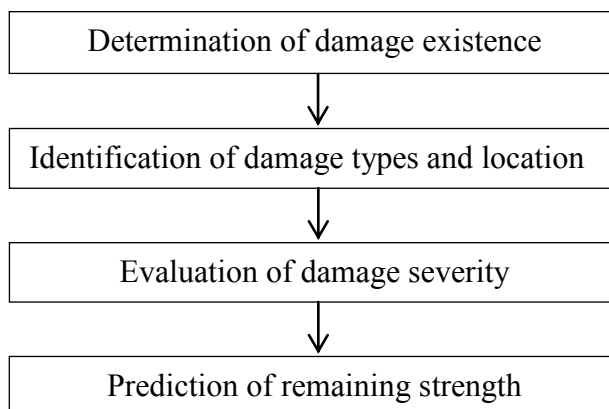 Determination of damage existence
Identification of damage types and location
Evaluation of damage severity
Prediction of remaining strength